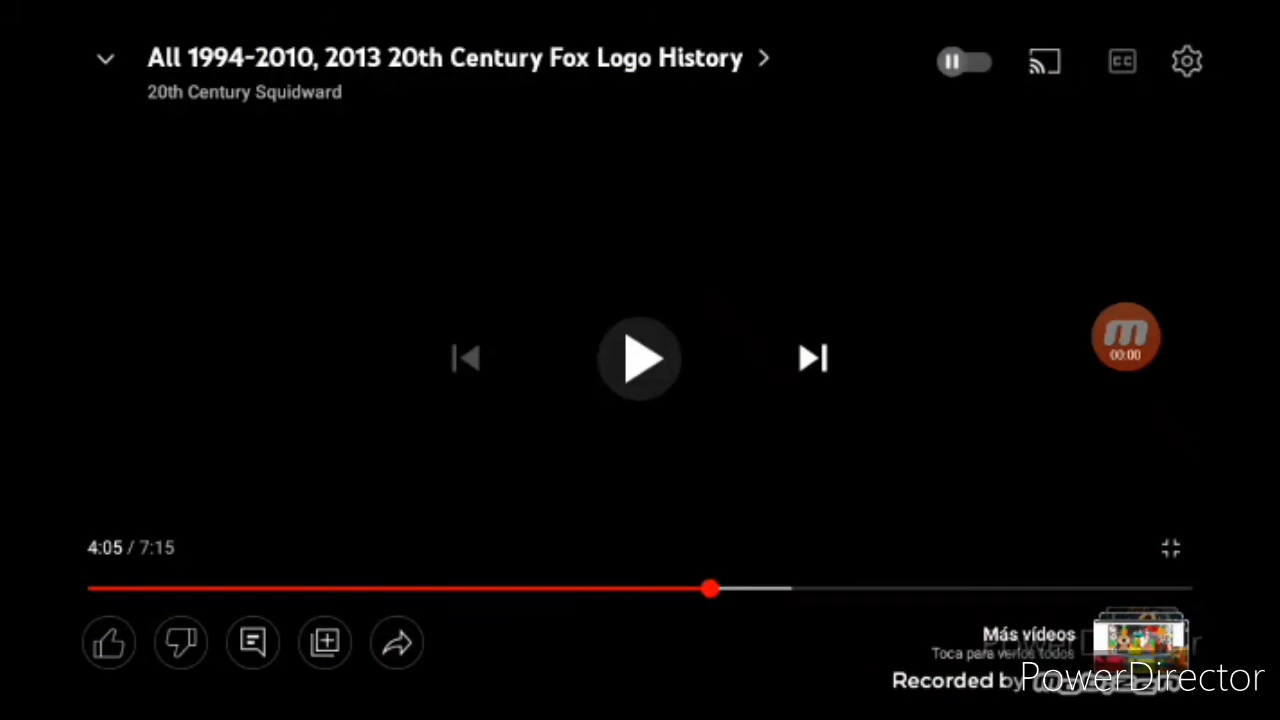 All 1994-2010, 2013 20th Century Fox Logo History
20th Century Squidward
CC
m
00:00
4:05 / 7:15
Más vídeos
Toca para verlos todos
Recorded by
PowerDirector